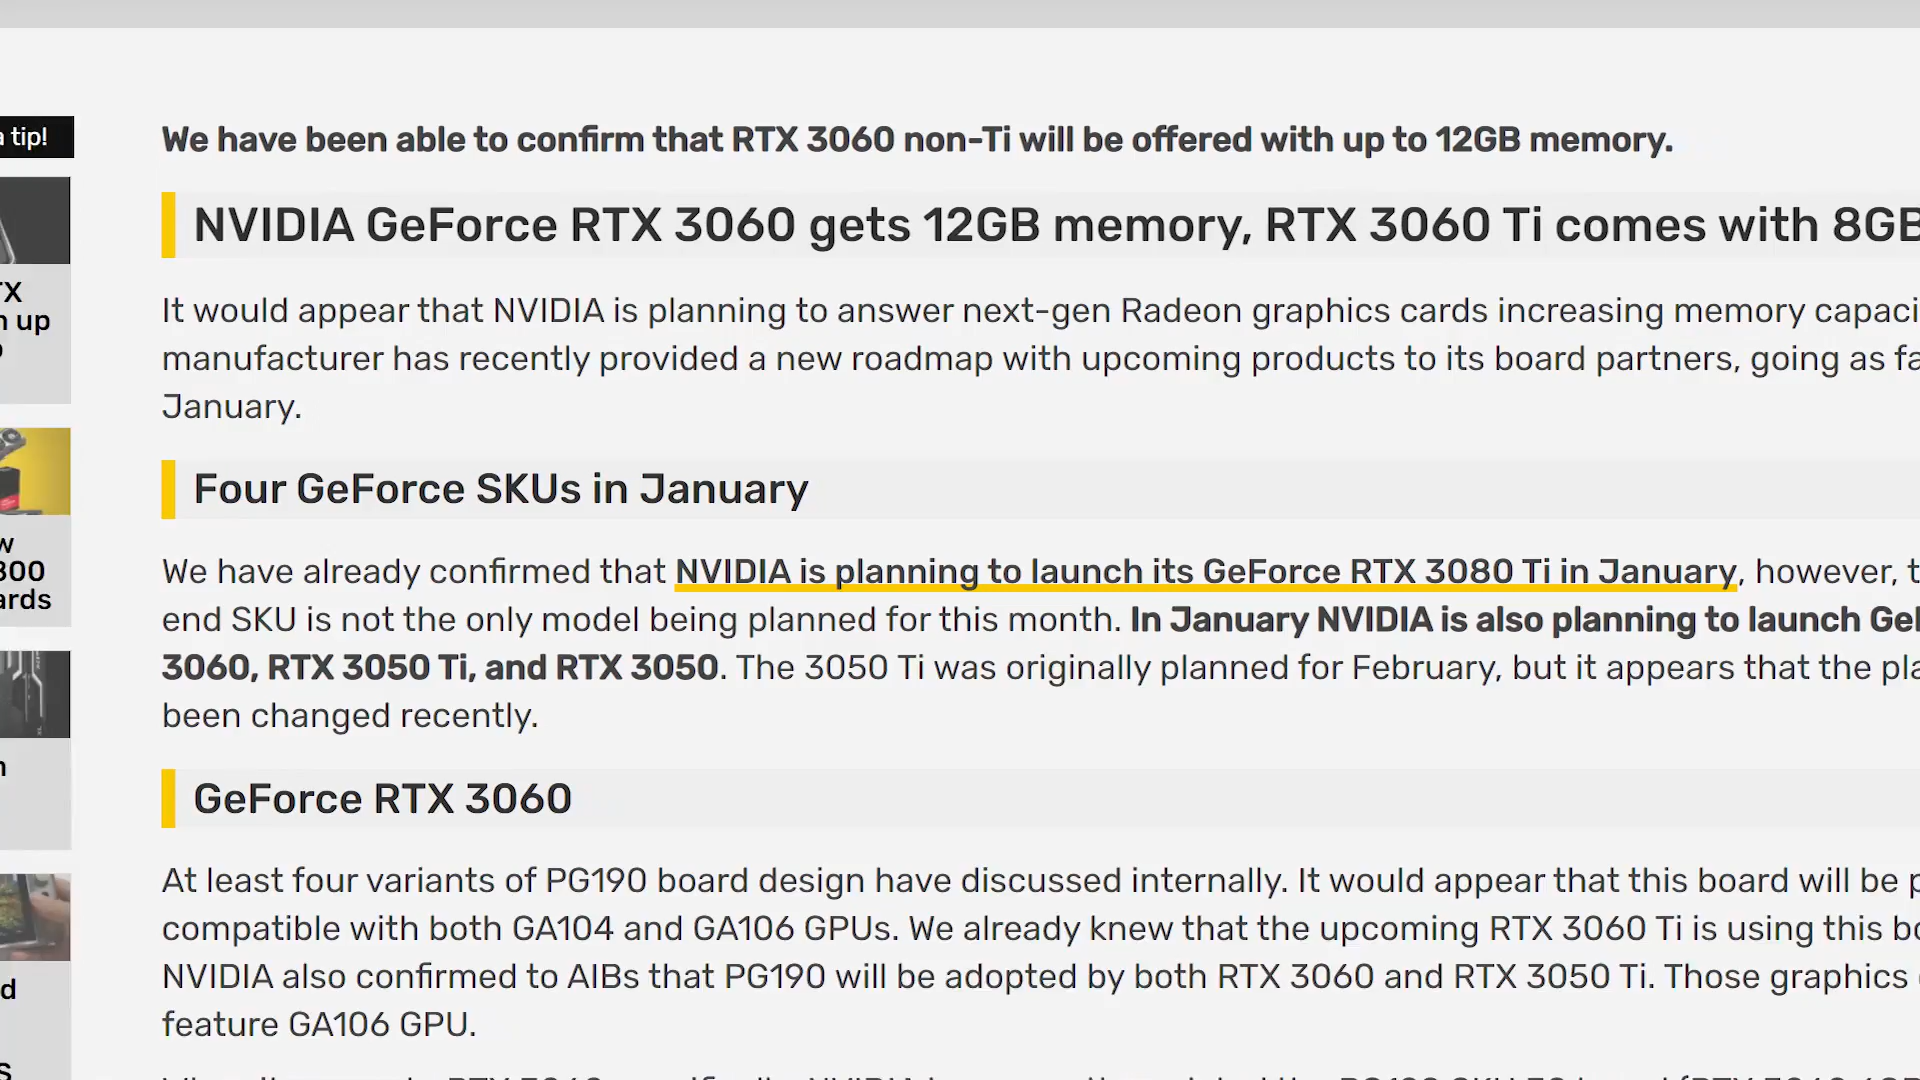 a tip!
We have been able to confirm that RTX 3060 non-Ti will be offered with up to 12GB memory.
NVIDIA GeForce RTX 3060 gets 12GB memory, RTX 3060 Ti comes with 8GB
It would appear that NVIDIA is planning to answer next-gen Radeon graphics cards increasing memory capaci
manufacturer has recently provided a new roadmap with upcoming products to its board partners, going as fa
January.
Four GeForce SKUs in January
We have already confirmed that NVIDIA is planning to launch its GeForce RTX 3080 Ti in January, however, t
end SKU is not the only model being planned for this month. In January NVIDIA is also planning to launch GeF
3060, RTX 3050 Ti, and RTX 3050. The 3050 Ti was originally planned for February, but it appears that the pla
been changed recently.
GeForce RTX 3060
At least four variants of PG190 board design have discussed internally. It would appear that this board will be p
compatible with both GA104 and GA106 GPUs. We already knew that the upcoming RTX 3060 Ti is using this bo
NVIDIA also confirmed to AIBs that PG190 will be adopted by both RTX 3060 and RTX 3050 Ti. Those graphics
feature GA106 GPU.
TX
n up
w
800
ards
n
d
s